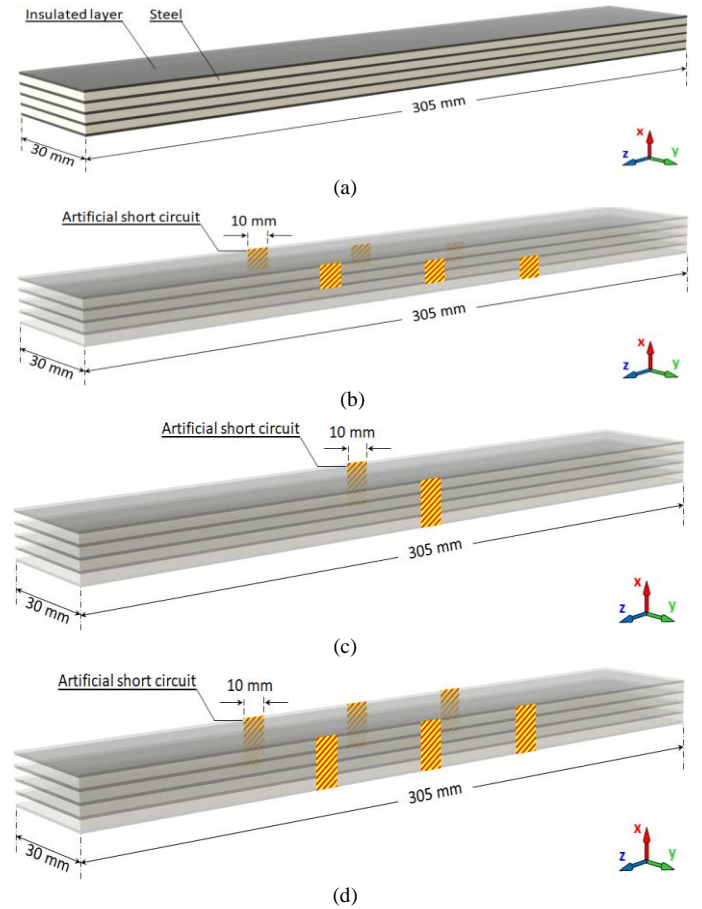 Insulated layer
Steel
305 mm
30 mm
x
z
y
(a)
Artificial short circuit
10 mm
305 mm
30 mm
x
z
y
(b)
Artificial short circuit
10 mm
305 mm
30 mm
x
z
y
(c)
Artificial short circuit
10 mm
305 mm
30 mm
x
z
y
(d)